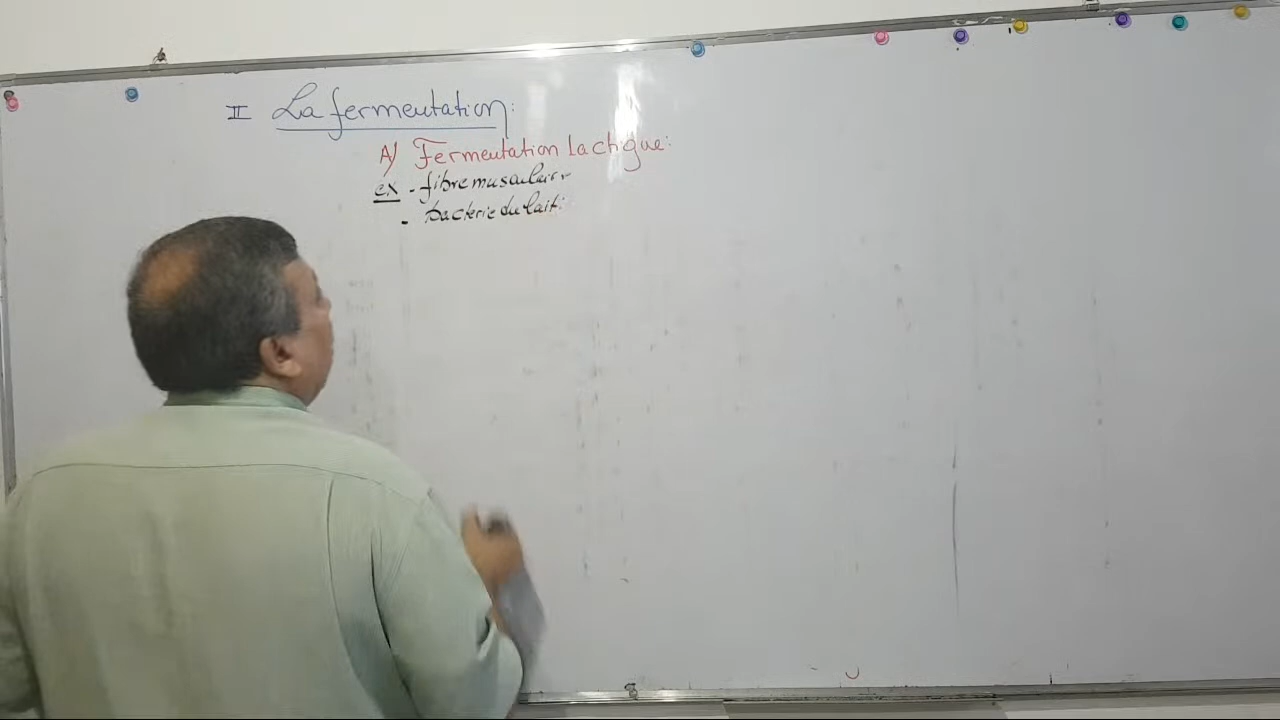 II La fermentation:
A) Fermentation lactique:
ex - fibre musculaire
- bacterie du lait.